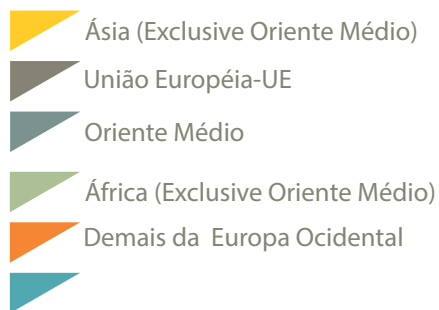 Ásia (Exclusive Oriente Médio)
União Européia-UE
Oriente Médio
África (Exclusive Oriente Médio)
Demais da Europa Ocidental